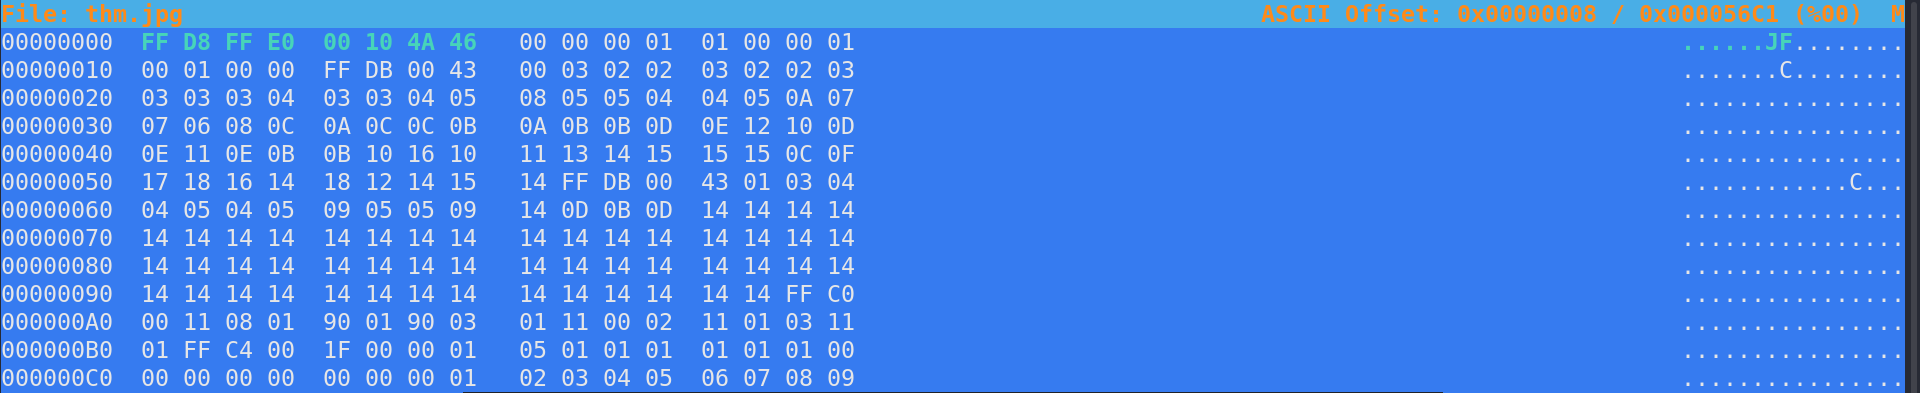 File: thm.jpg ASCII Offset: 0x00000008 / 0x000056C1 (%00) M
00000000 FF D8 FF E0 00 10 4A 46 00 00 00 01 01 00 00 01 ......JF........
00000010 00 01 00 00 FF DB 00 43 00 03 02 02 03 02 02 03 .......C........
00000020 03 03 03 04 03 03 04 05 08 05 05 04 04 05 0A 07 ................
00000030 07 06 08 0C 0A 0C 0C 0B 0A 0B 0B 0D 0E 12 10 0D ................
00000040 0E 11 0E 0B 0B 10 16 10 11 13 14 15 15 15 0C 0F ................
00000050 17 18 16 14 18 12 14 15 14 FF DB 00 43 01 03 04 ............C...
00000060 04 05 04 05 09 05 05 09 14 0D 0B 0D 14 14 14 14 ................
00000070 14 14 14 14 14 14 14 14 14 14 14 14 14 14 14 14 ................
00000080 14 14 14 14 14 14 14 14 14 14 14 14 14 14 14 14 ................
00000090 14 14 14 14 14 14 14 14 14 14 14 14 14 14 FF C0 ................
000000A0 00 11 08 01 90 01 90 03 01 11 00 02 11 01 03 11 ................
000000B0 01 FF C4 00 1F 00 00 01 05 01 01 01 01 01 01 00 ................
000000C0 00 00 00 00 00 00 00 01 02 03 04 05 06 07 08 09 ................